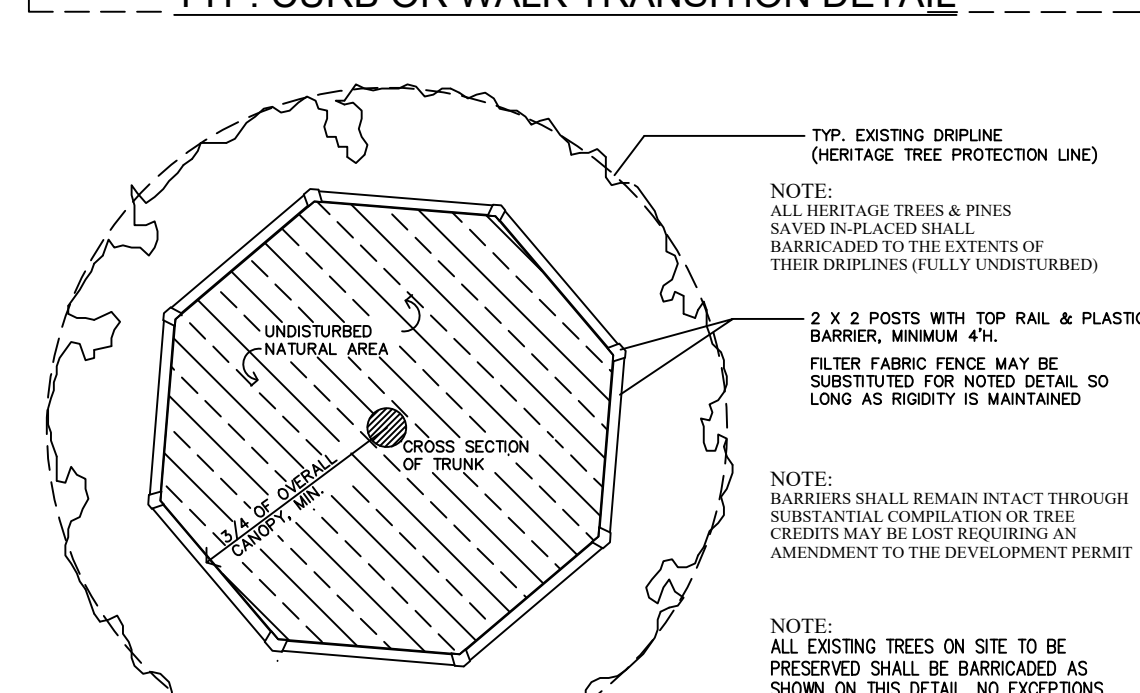 TYP. CURB OR WALK TRANSITION DETAIL
TYP. EXISTING DRIPLINE
(HERITAGE TREE PROTECTION LINE)
NOTE:
ALL HERITAGE TREES & PINES
SAVED IN-PLACED SHALL
BARRICADED TO THE EXTENTS OF
THEIR DRIPLINES (FULLY UNDISTURBED)
2 X 2 POSTS WITH TOP RAIL & PLASTIC
BARRIER, MINIMUM 4'H.
FILTER FABRIC FENCE MAY BE
SUBSTITUTED FOR NOTED DETAIL SO
LONG AS RIGIDITY IS MAINTAINED
UNDISTURBED
NATURAL AREA
CROSS SECTION
OF TRUNK
3/4 OF OVERALL
CANOPY, MIN.
NOTE:
BARRIERS SHALL REMAIN INTACT THROUGH
SUBSTANTIAL COMPILATION OR TREE
CREDITS MAY BE LOST REQUIRING AN
AMENDMENT TO THE DEVELOPMENT PERMIT
NOTE:
ALL EXISTING TREES ON SITE TO BE
PRESERVED SHALL BE BARRICADED AS
SHOWN ON THIS DETAIL. NO EXCEPTIONS